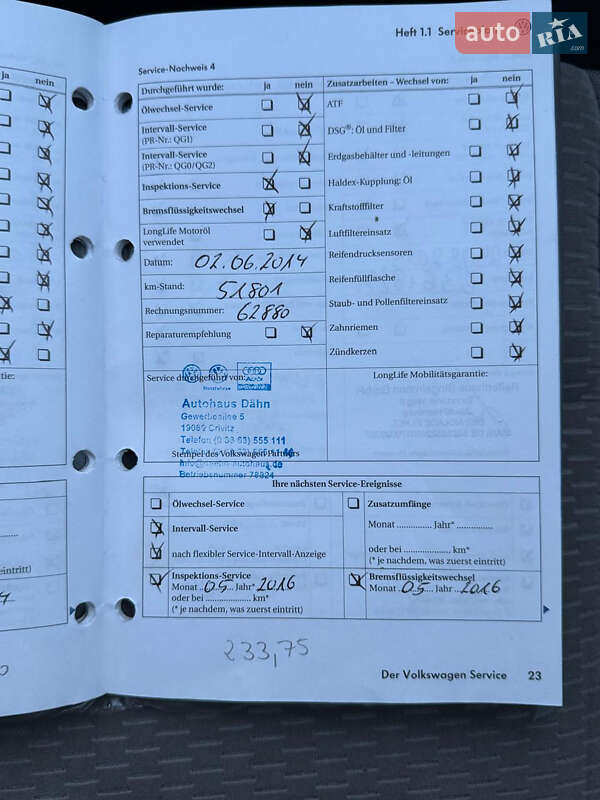 ja nein
Heft 1.1
auto RIA .com
Service-Nachweis 4
Durchgeführt wurde: ja nein
Ölwechsel-Service
Intervall-Service
(PR-Nr.: QG1)
Intervall-Service
(PR-Nr.: QG0/QG2)
Inspektions-Service
Bremsflüssigkeitswechsel
LongLife Motoröl
verwendet
Datum: 02.06.2014
km-Stand: 51801
Rechnungsnummer: 62880
Reparaturempfehlung
Zusatzarbeiten – Wechsel von: ja nein
ATF
DSG®: Öl und Filter
Erdgasbehälter und -leitungen
Haldex-Kupplung: Öl
Kraftstofffilter
Luftfiltereinsatz
Reifendrucksensoren
Reifenfüllflasche
Staub- und Pollenfiltereinsatz
Zahnriemen
Zündkerzen
Service durchgeführt von:
Audi
Autohaus Dähn
Gewerbeallee 5
19089 Crivitz
Telefon (0 38 63) 555 111
Stempel des Volkswagen Partners
Betriebsnummer 78924
LongLife Mobilitätsgarantie:
Ihre nächsten Service-Ereignisse
Ölwechsel-Service
Intervall-Service
nach flexibler Service-Intervall-Anzeige
Zusatzumfänge
Monat .............. Jahr* ...............
oder bei .................. km*
(* je nachdem, was zuerst eintritt)
Inspektions-Service
Monat .. 05 ... Jahr* 2016
oder bei .................. km*
(* je nachdem, was zuerst eintritt)
Bremsflüssigkeitswechsel
Monat .. 05 ... Jahr .. 2016
233,75
Der Volkswagen Service 23